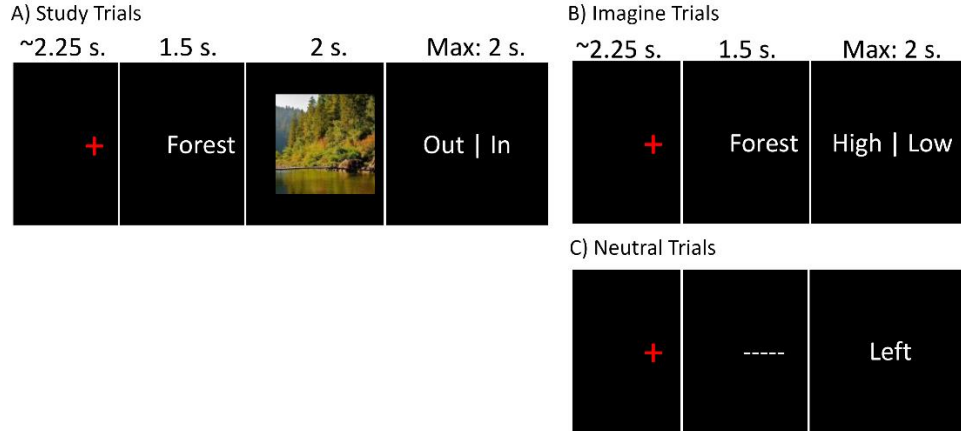 A) Study Trials
~2.25 s. 1.5 s. 2 s. Max: 2 s.
+ Forest Out | In
B) Imagine Trials
~2.25 s. 1.5 s. Max: 2 s.
+ Forest High | Low
C) Neutral Trials
+ ----- Left